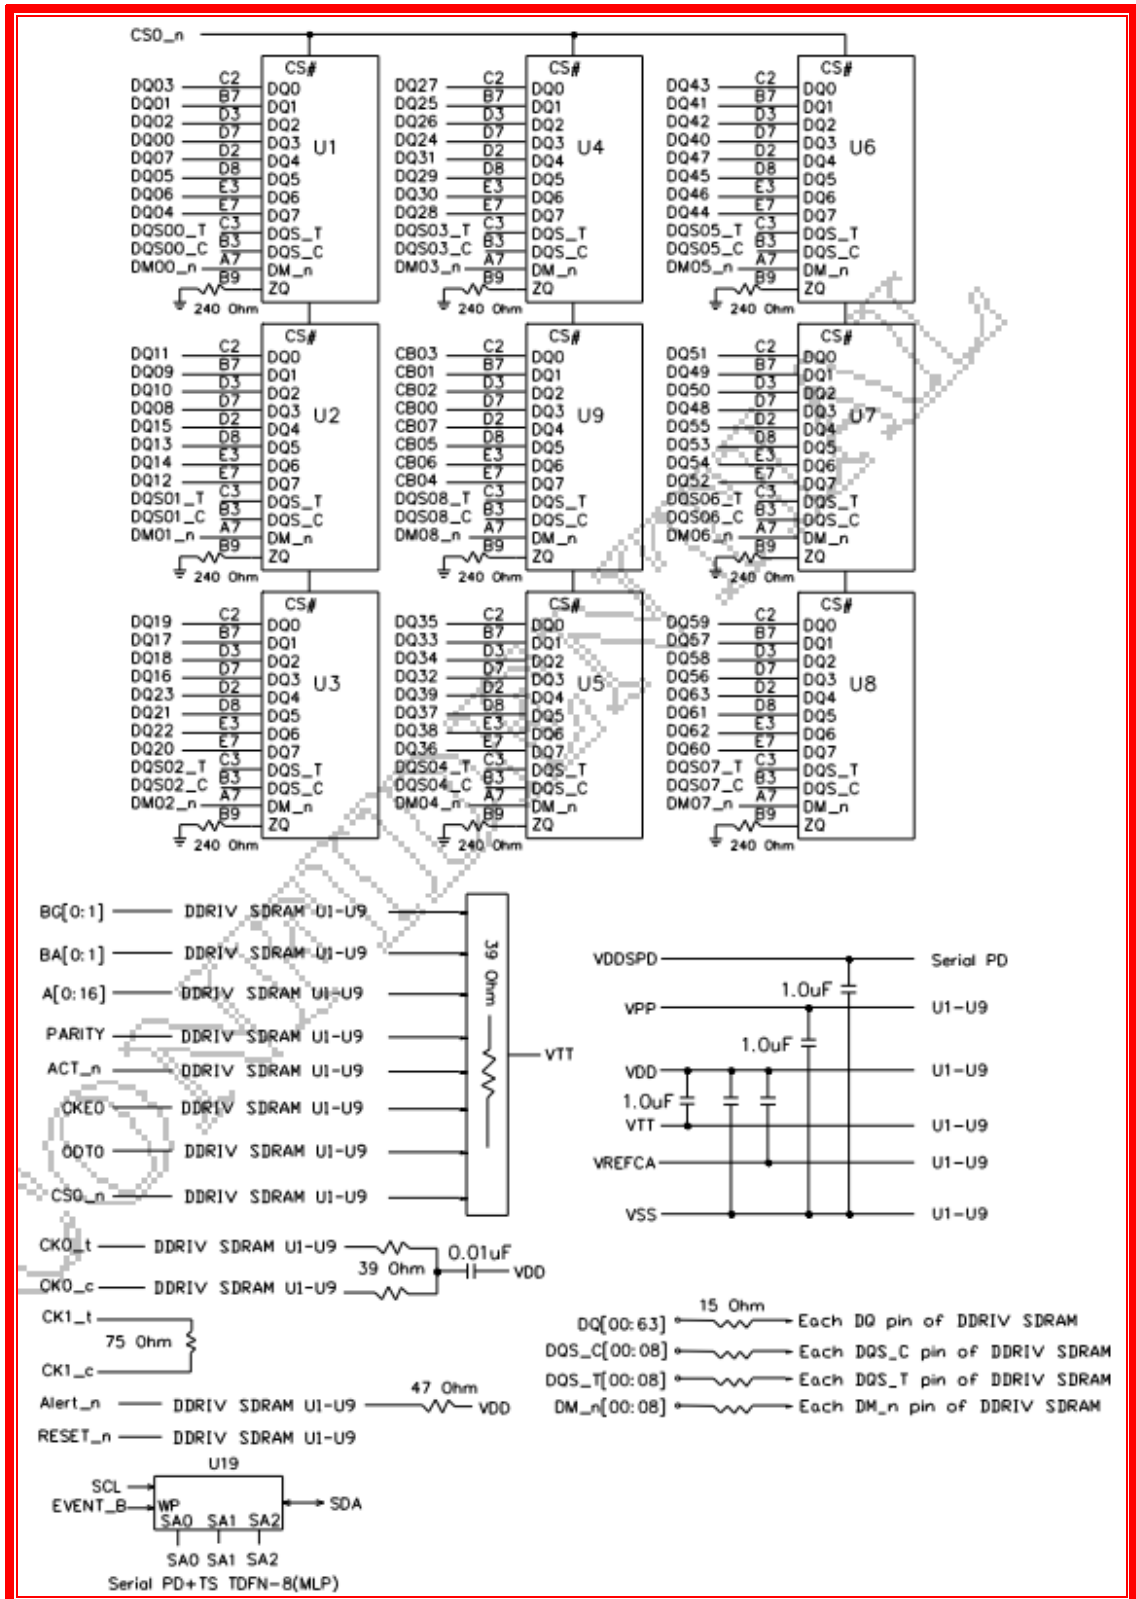 CS0_n
CS#
DQ03 C2 DQ0
DQ01 B7 DQ1
DQ02 D3 DQ2
DQ00 D7 DQ3
U1
DQ07 D2 DQ4
DQ05 D8 DQ5
DQ06 E3 DQ6
DQ04 E7 DQ7
DQS00_T C3 DQS_T
DQS00_C B3 DQS_C
DM00_n A7 DM_n
B9 ZQ
240 Ohm
CS#
DQ27 C2 DQ0
DQ25 B7 DQ1
DQ26 D3 DQ2
DQ24 D7 DQ3
U4
DQ31 D2 DQ4
DQ29 D8 DQ5
DQ30 E3 DQ6
DQ28 E7 DQ7
DQS03_T C3 DQS_T
DQS03_C B3 DQS_C
DM03_n A7 DM_n
B9 ZQ
240 Ohm
CS#
DQ43 C2 DQ0
DQ41 B7 DQ1
DQ42 D3 DQ2
DQ40 D7 DQ3
U6
DQ47 D2 DQ4
DQ45 D8 DQ5
DQ46 E3 DQ6
DQ44 E7 DQ7
DQS05_T C3 DQS_T
DQS05_C B3 DQS_C
DM05_n A7 DM_n
B9 ZQ
240 Ohm
CS#
DQ11 C2 DQ0
DQ09 B7 DQ1
DQ10 D3 DQ2
DQ08 D7 DQ3
U2
DQ15 D2 DQ4
DQ13 D8 DQ5
DQ14 E3 DQ6
DQ12 E7 DQ7
DQS01_T C3 DQS_T
DQS01_C B3 DQS_C
DM01_n A7 DM_n
B9 ZQ
240 Ohm
CS#
CB03 C2 DQ0
CB01 B7 DQ1
CB02 D3 DQ2
CB00 D7 DQ3
U9
CB07 D2 DQ4
CB05 D8 DQ5
CB06 E3 DQ6
CB04 E7 DQ7
DQS08_T C3 DQS_T
DQS08_C B3 DQS_C
DM08_n A7 DM_n
B9 ZQ
240 Ohm
CS#
DQ51 C2 DQ0
DQ49 B7 DQ1
DQ50 D3 DQ2
DQ48 D7 DQ3
U7
DQ55 D2 DQ4
DQ53 D8 DQ5
DQ54 E3 DQ6
DQ52 E7 DQ7
DQS06_T C3 DQS_T
DQS06_C B3 DQS_C
DM06_n A7 DM_n
B9 ZQ
240 Ohm
CS#
DQ19 C2 DQ0
DQ17 B7 DQ1
DQ18 D3 DQ2
DQ16 D7 DQ3
U3
DQ23 D2 DQ4
DQ21 D8 DQ5
DQ22 E3 DQ6
DQ20 E7 DQ7
DQS02_T C3 DQS_T
DQS02_C B3 DQS_C
DM02_n A7 DM_n
B9 ZQ
240 Ohm
CS#
DQ35 C2 DQ0
DQ33 B7 DQ1
DQ34 D3 DQ2
DQ32 D7 DQ3
U5
DQ39 D2 DQ4
DQ37 D8 DQ5
DQ38 E3 DQ6
DQ36 E7 DQ7
DQS04_T C3 DQS_T
DQS04_C B3 DQS_C
DM04_n A7 DM_n
B9 ZQ
240 Ohm
CS#
DQ59 C2 DQ0
DQ57 B7 DQ1
DQ58 D3 DQ2
DQ56 D7 DQ3
U8
DQ63 D2 DQ4
DQ61 D8 DQ5
DQ62 E3 DQ6
DQ60 E7 DQ7
DQS07_T C3 DQS_T
DQS07_C B3 DQS_C
DM07_n A7 DM_n
B9 ZQ
240 Ohm
BG[0:1] DDRIV SDRAM U1-U9
BA[0:1] DDRIV SDRAM U1-U9
A[0:16] DDRIV SDRAM U1-U9
PARITY DDRIV SDRAM U1-U9
ACT_n DDRIV SDRAM U1-U9
CKE0 DDRIV SDRAM U1-U9
ODT0 DDRIV SDRAM U1-U9
CS0_n DDRIV SDRAM U1-U9
39 Ohm
VTT
VDDSPD Serial PD
1.0uF
VPP U1-U9
1.0uF
VDD U1-U9
1.0uF
VTT U1-U9
VREFCA U1-U9
VSS U1-U9
CK0_t DDRIV SDRAM U1-U9
39 Ohm
0.01uF
VDD
CK0_c DDRIV SDRAM U1-U9
CK1_t
75 Ohm
CK1_c
Alert_n DDRIV SDRAM U1-U9 47 Ohm VDD
RESET_n DDRIV SDRAM U1-U9
15 Ohm
DQ[00:63] Each DQ pin of DDRIV SDRAM
DQS_C[00:08] Each DQS_C pin of DDRIV SDRAM
DQS_T[00:08] Each DQS_T pin of DDRIV SDRAM
DM_n[00:08] Each DM_n pin of DDRIV SDRAM
U19
SCL
EVENT_B WP
SDA
SA0 SA1 SA2
SA0 SA1 SA2
Serial PD+TS TDFN-8(MLP)